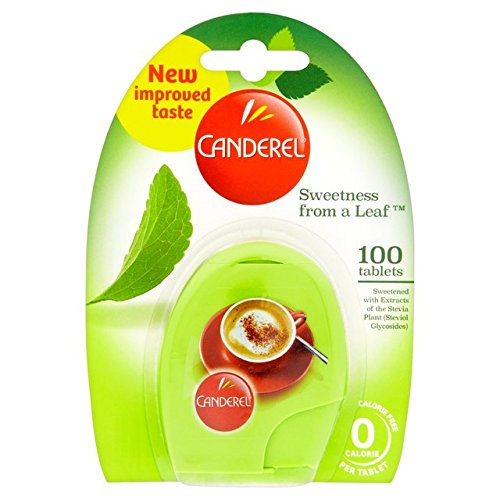 New
improved
taste
CANDEREL®
Sweetness
from a Leaf™
100
tablets
Sweetened
with Extracts
of the Stevia
Plant (Steviol
Glycosides)
CANDEREL
CALORIE FREE
0
CALORIE
PER TABLET